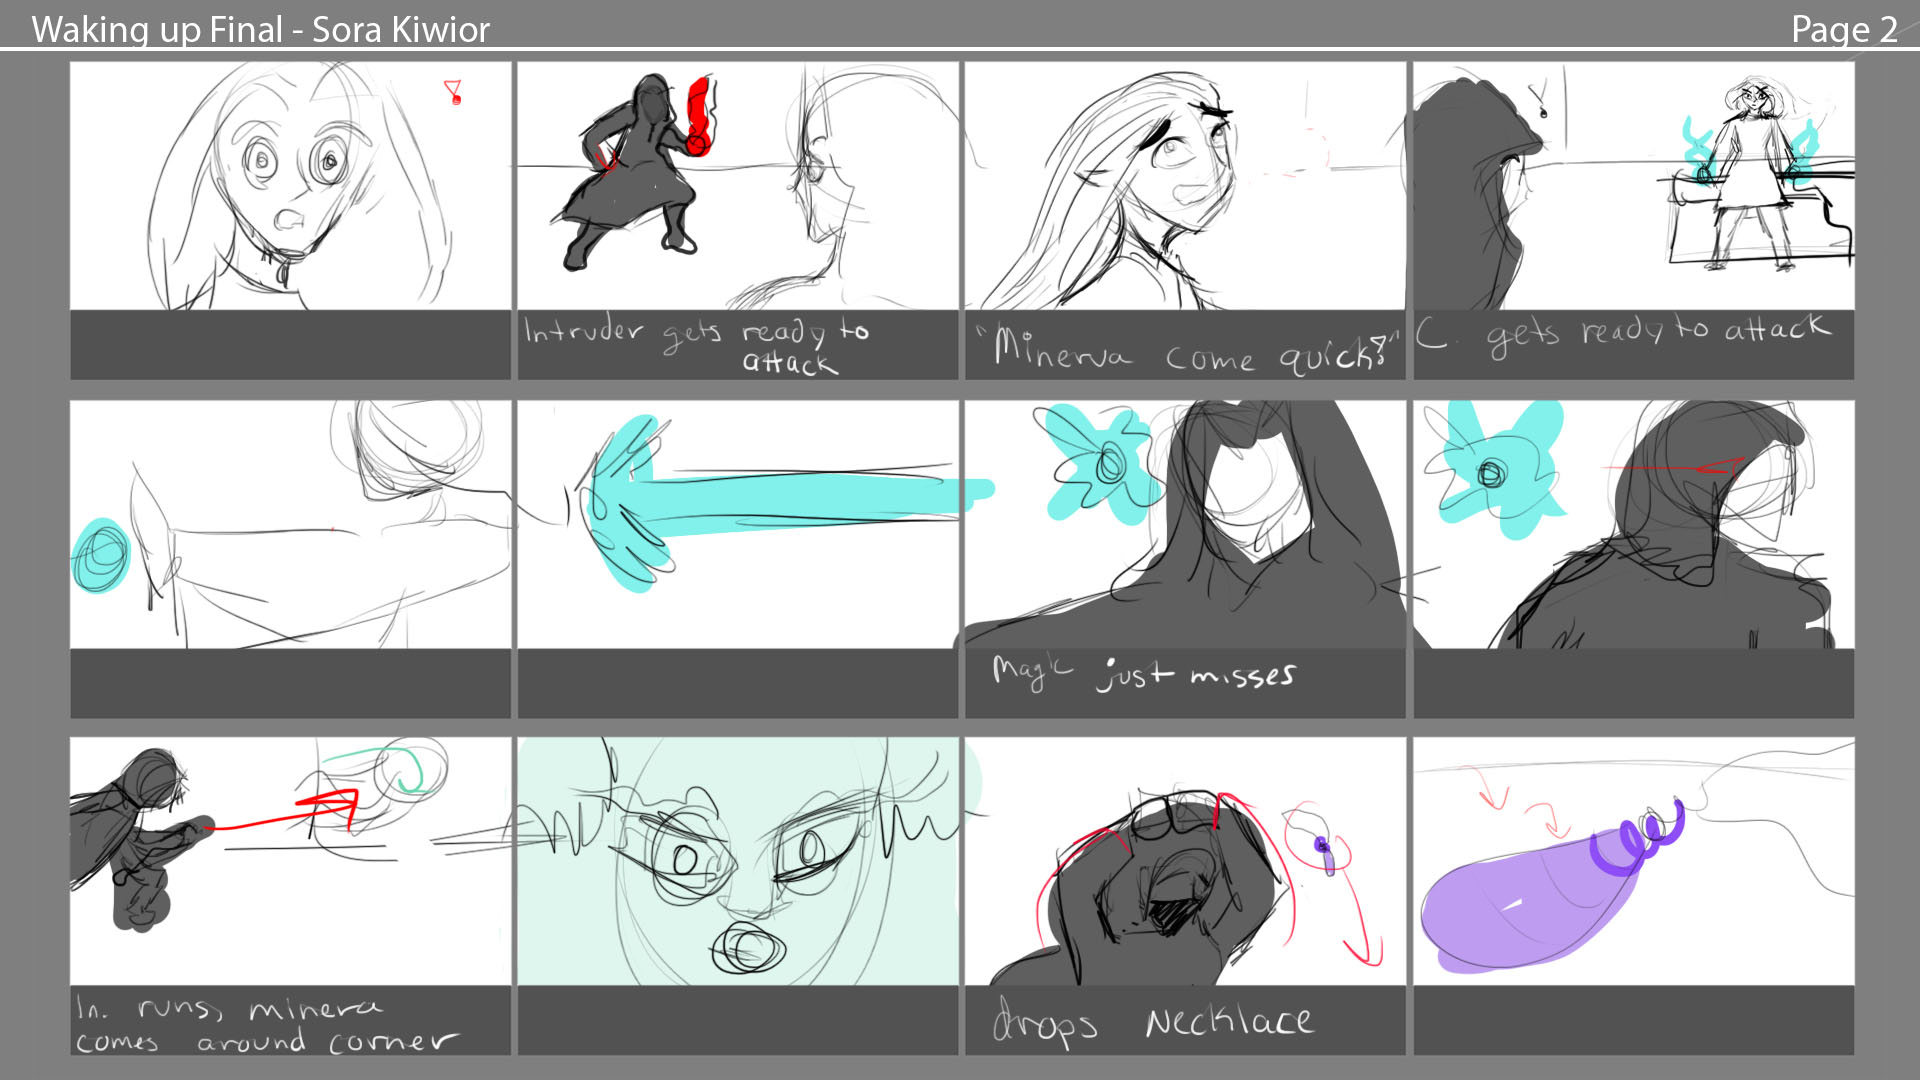 Waking up Final - Sora Kiwior
Page 2
Intruder gets ready to
attack
"Minerva come quick!"
C. gets ready to attack
Magic just misses
In. runs, minera
comes around corner
drops Necklace